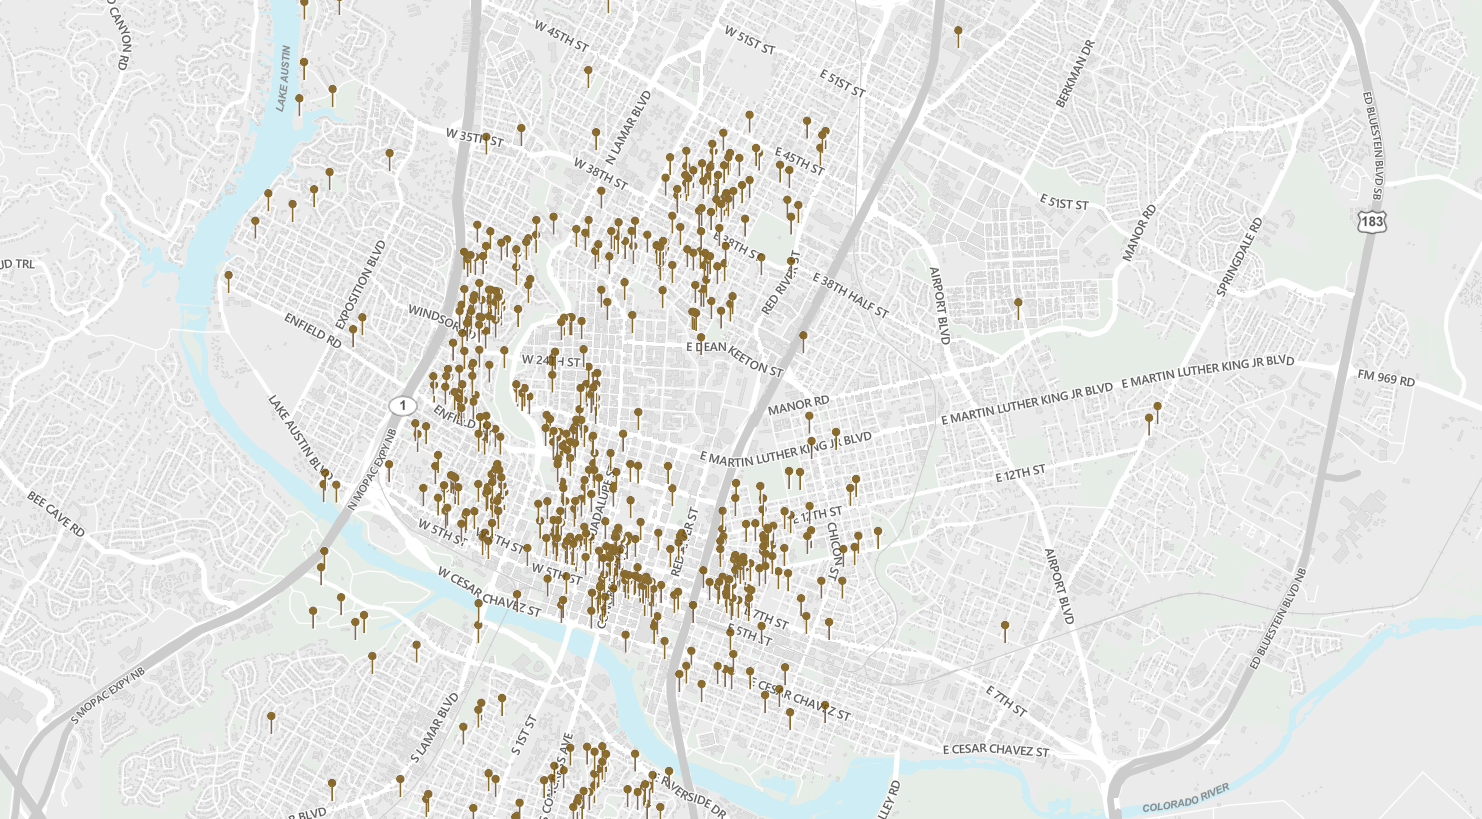 CANYON RD
W 45TH ST
W 51ST ST
E 51ST ST
BERKMAN DR
LAKE AUSTIN
N LAMAR BLVD
ED BLUESTEIN BLVD SB
W 35TH ST
W 38TH ST
E 45TH ST
E 51ST ST
MANOR RD
SPRINGDALE RD
183
UD TRL
EXPOSITION BLVD
E 38TH ST
RED RIVER ST
E 38TH HALF ST
AIRPORT BLVD
ENFIELD RD
WINDSOR RD
W 24TH ST
E DEAN KEETON ST
E MARTIN LUTHER KING JR BLVD
FM 969 RD
E MARTIN LUTHER KING JR BLVD
1
ENFIELD
MANOR RD
LAKE AUSTIN BLVD
E MARTIN LUTHER KING JR BLVD
N MOPAC EXPY NB
E 12TH ST
BEE CAVE RD
GUADALUPE ST
E 17TH ST
W 5TH ST
RED RIVER ST
CHICON ST
W 5TH ST
AIRPORT BLVD
W CESAR CHAVEZ ST
E 7TH ST
E 5TH ST
ED BLUESTEIN BLVD NB
S MOPAC EXPY NB
S LAMAR BLVD
S 1ST ST
E CESAR CHAVEZ ST
E 7TH ST
S CONGRESS AVE
E CESAR CHAVEZ ST
E RIVERSIDE DR
LLEY RD
COLORADO RIVER
R BLVD